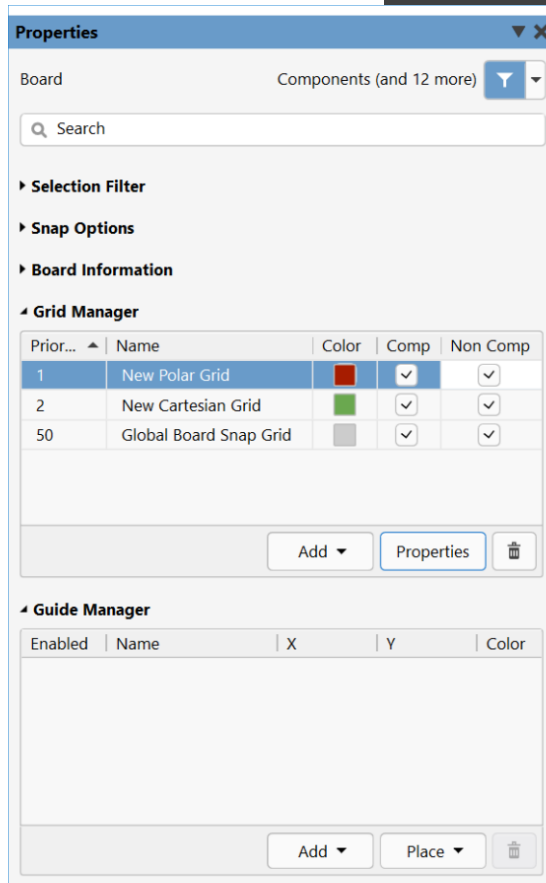 Properties
Board Components (and 12 more)
Search
Selection Filter
Snap Options
Board Information
Grid Manager
Prior... Name Color Comp Non Comp
1 New Polar Grid
2 New Cartesian Grid
50 Global Board Snap Grid
Add Properties
Guide Manager
Enabled Name X Y Color
Add Place